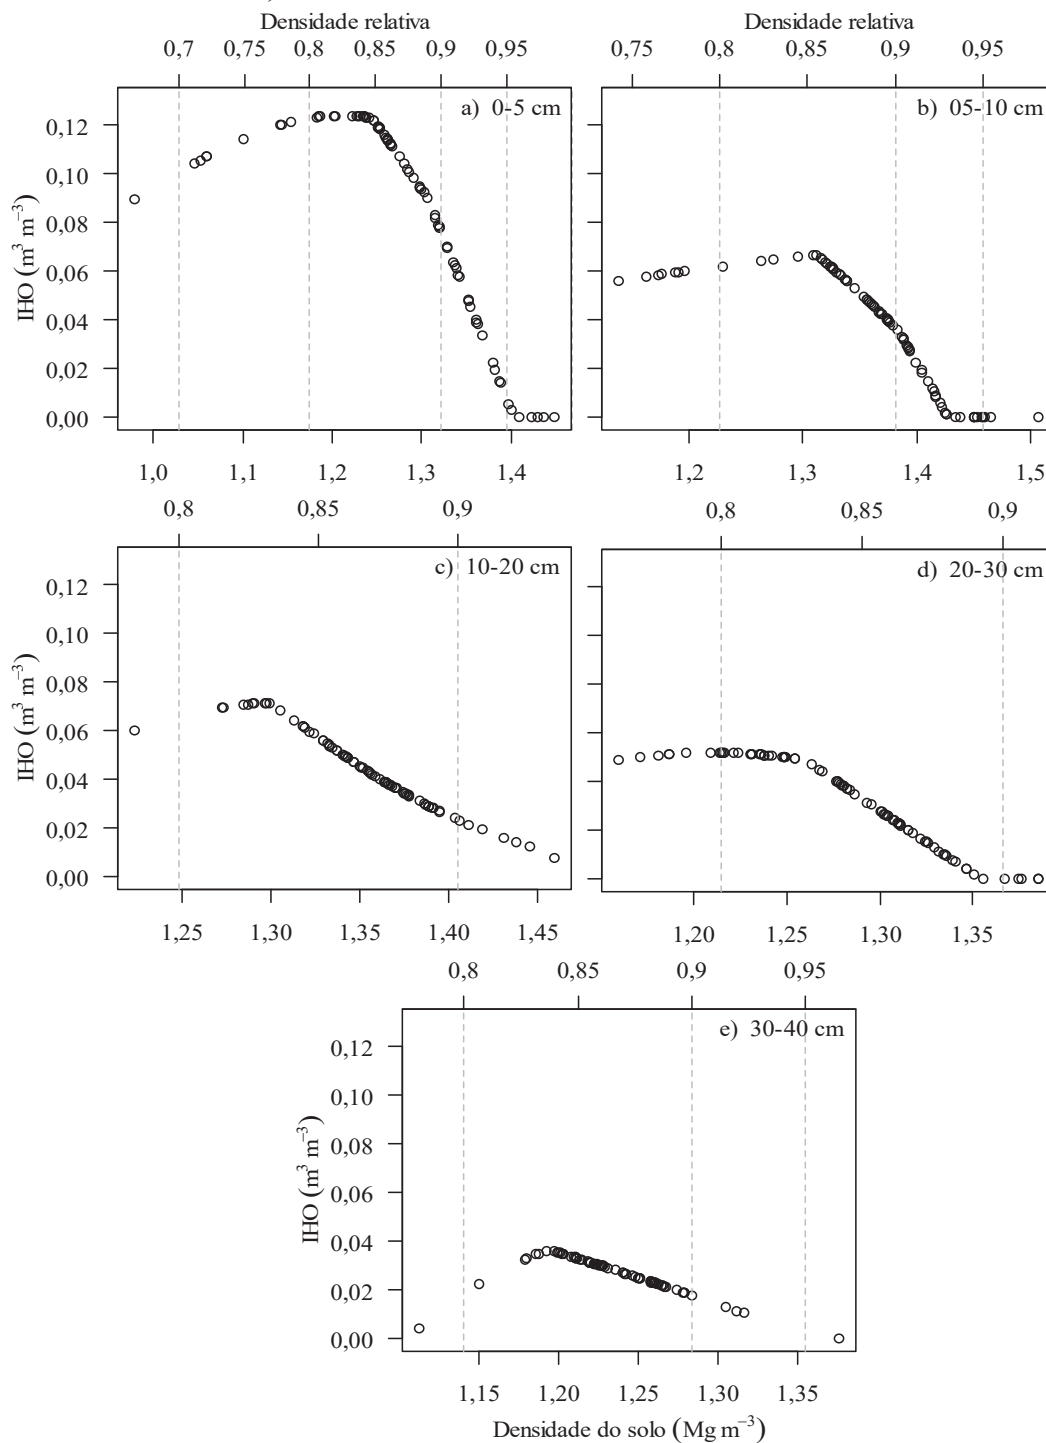 Densidade relativa
0,7 0,75 0,8 0,85 0,9 0,95
a) 0-5 cm
IHO (m³ m⁻³)
0,12
0,10
0,08
0,06
0,04
0,02
0,00
1,0 1,1 1,2 1,3 1,4
Densidade relativa
0,75 0,8 0,85 0,9 0,95
b) 05-10 cm
1,2 1,3 1,4 1,5
0,8 0,85 0,9
c) 10-20 cm
IHO (m³ m⁻³)
0,12
0,10
0,08
0,06
0,04
0,02
0,00
1,25 1,30 1,35 1,40 1,45
0,8 0,85 0,9
d) 20-30 cm
1,20 1,25 1,30 1,35
0,8 0,85 0,9 0,95
e) 30-40 cm
IHO (m³ m⁻³)
0,12
0,10
0,08
0,06
0,04
0,02
0,00
1,15 1,20 1,25 1,30 1,35
Densidade do solo (Mg m⁻³)